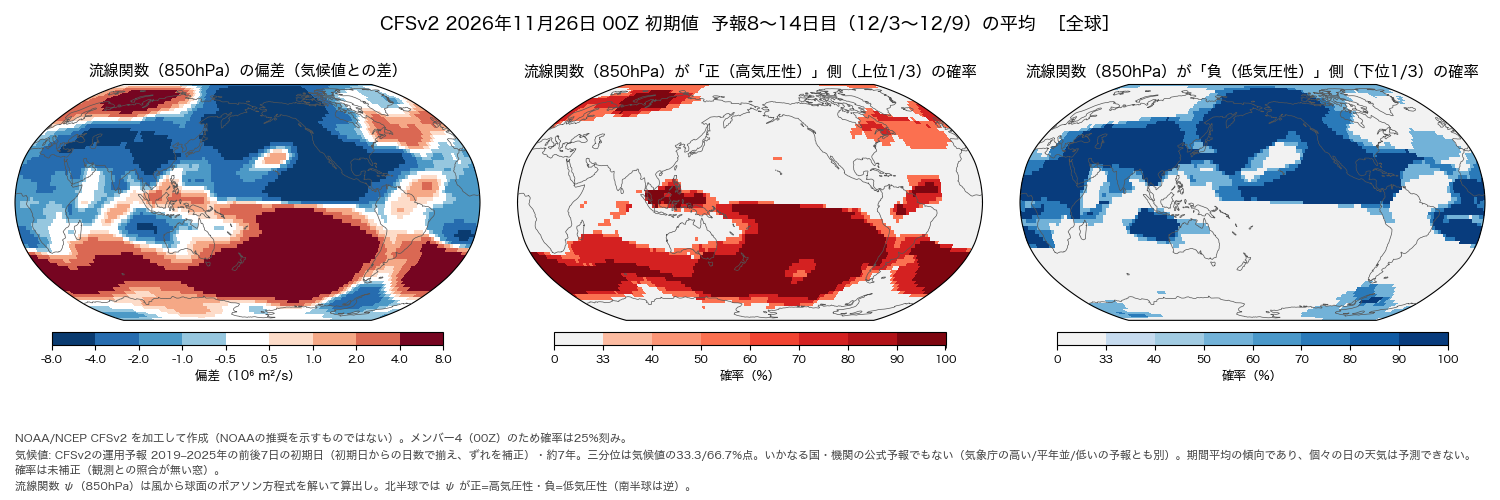 CFSv2 2026年11月26日 00Z 初期値 予報8〜14日目（12/3〜12/9）の平均 ［全球］
流線関数（850hPa）の偏差（気候値との差）
流線関数（850hPa）が「正（高気圧性）」側（上位1/3）の確率
流線関数（850hPa）が「負（低気圧性）」側（下位1/3）の確率
-8.0 -4.0 -2.0 -1.0 -0.5 0.5 1.0 2.0 4.0 8.0
偏差（10⁶ m²/s）
0 33 40 50 60 70 80 90 100
確率（%）
0 33 40 50 60 70 80 90 100
確率（%）
NOAA/NCEP CFSv2 を加工して作成（NOAAの推奨を示すものではない）。メンバー4（00Z）のため確率は25%刻み。
気候値: CFSv2の運用予報 2019–2025年の前後7日の初期日（初期日からの日数で揃え、ずれを補正）・約7年。三分位は気候値の33.3/66.7%点。いかなる国・機関の公式予報でもない（気象庁の高い/平年並/低いの予報とも別）。期間平均の傾向であり、個々の日の天気は予測できない。
確率は未補正（観測との照合が無い窓）。
流線関数 ψ（850hPa）は風から球面のポアソン方程式を解いて算出し。北半球では ψ が正=高気圧性・負=低気圧性（南半球は逆）。